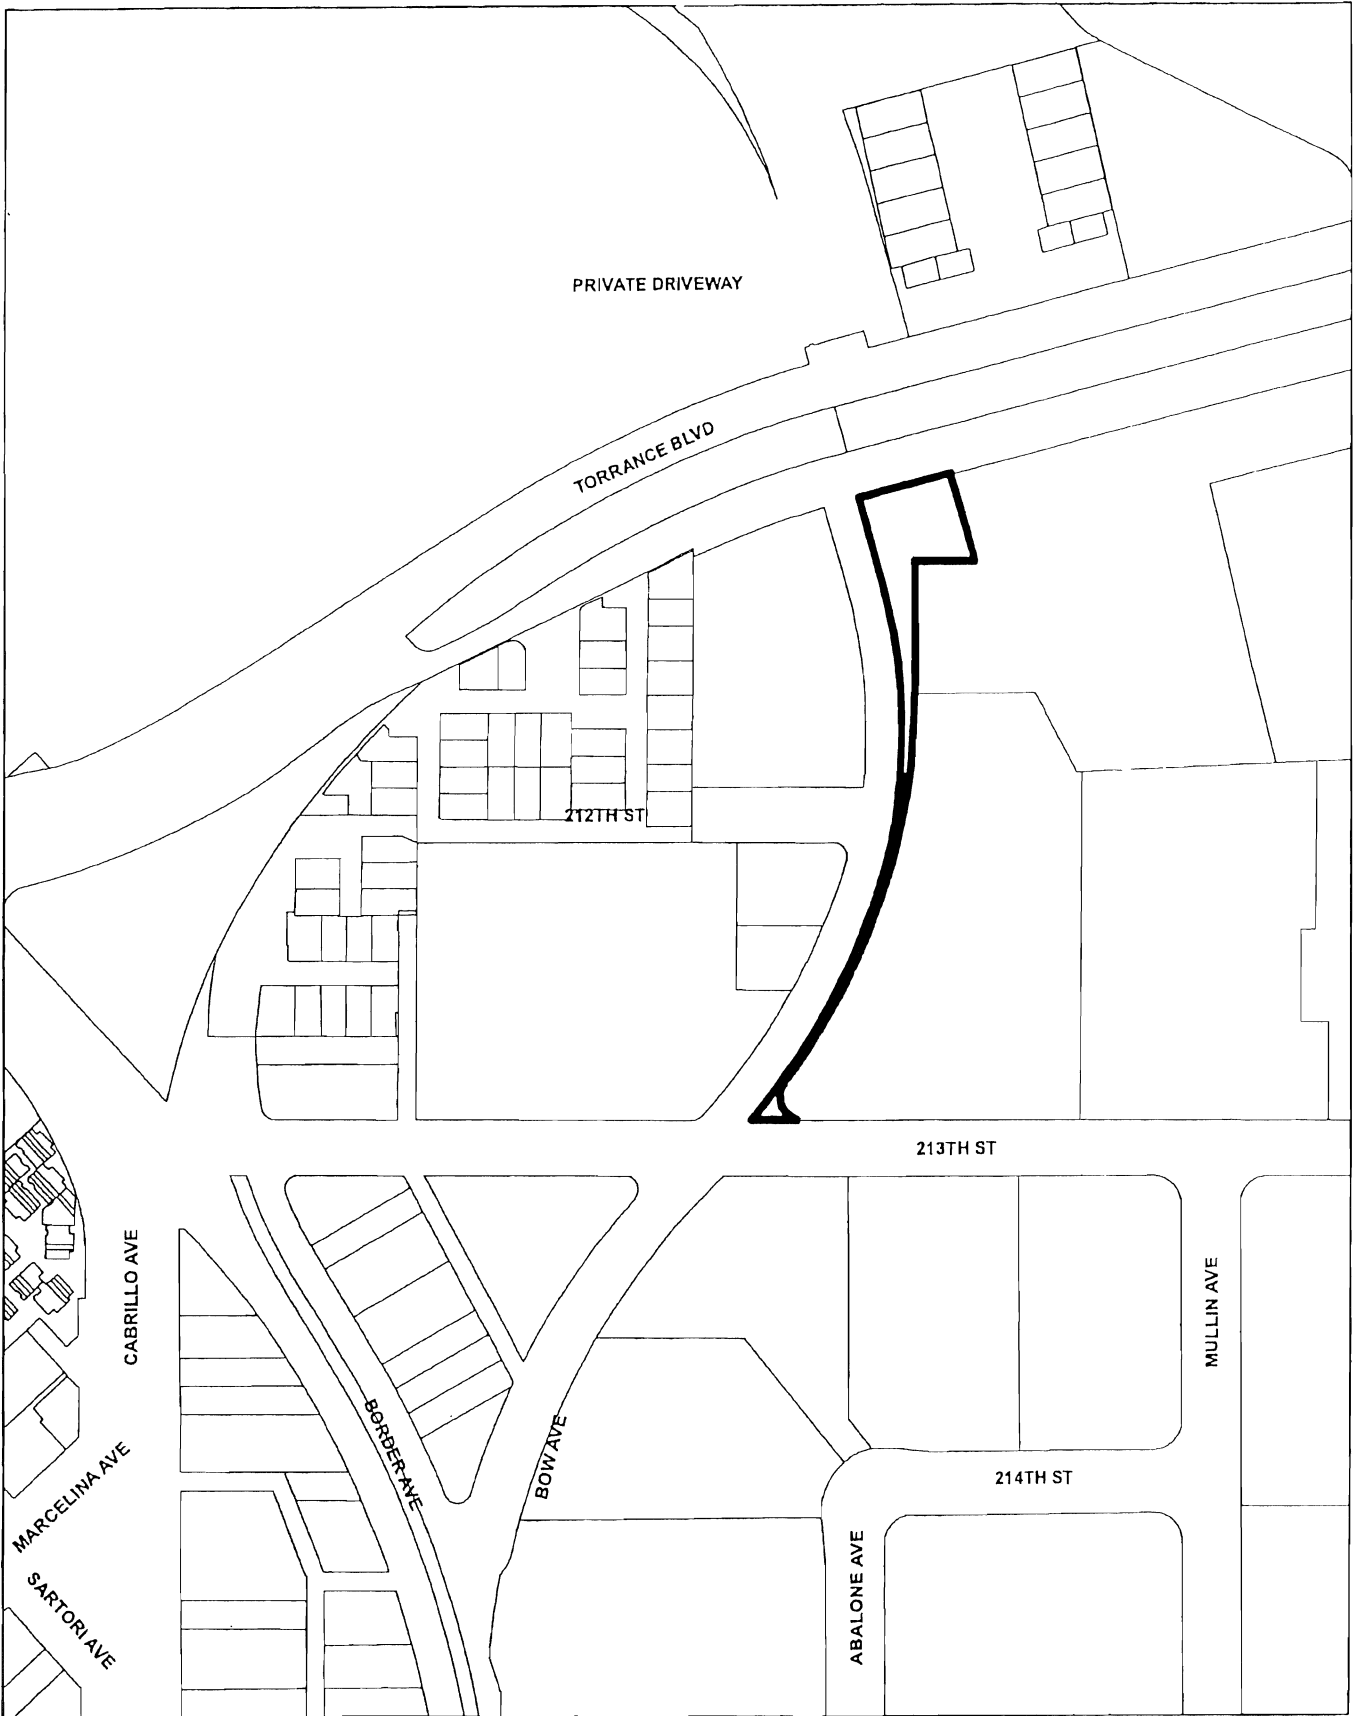 PRIVATE DRIVEWAY
TORRANCE BLVD
212TH ST
213TH ST
CABRILLO AVE
MULLIN AVE
BORDER AVE
BOW AVE
MARCELINA AVE
214TH ST
ABALONE AVE
SARTORI AVE